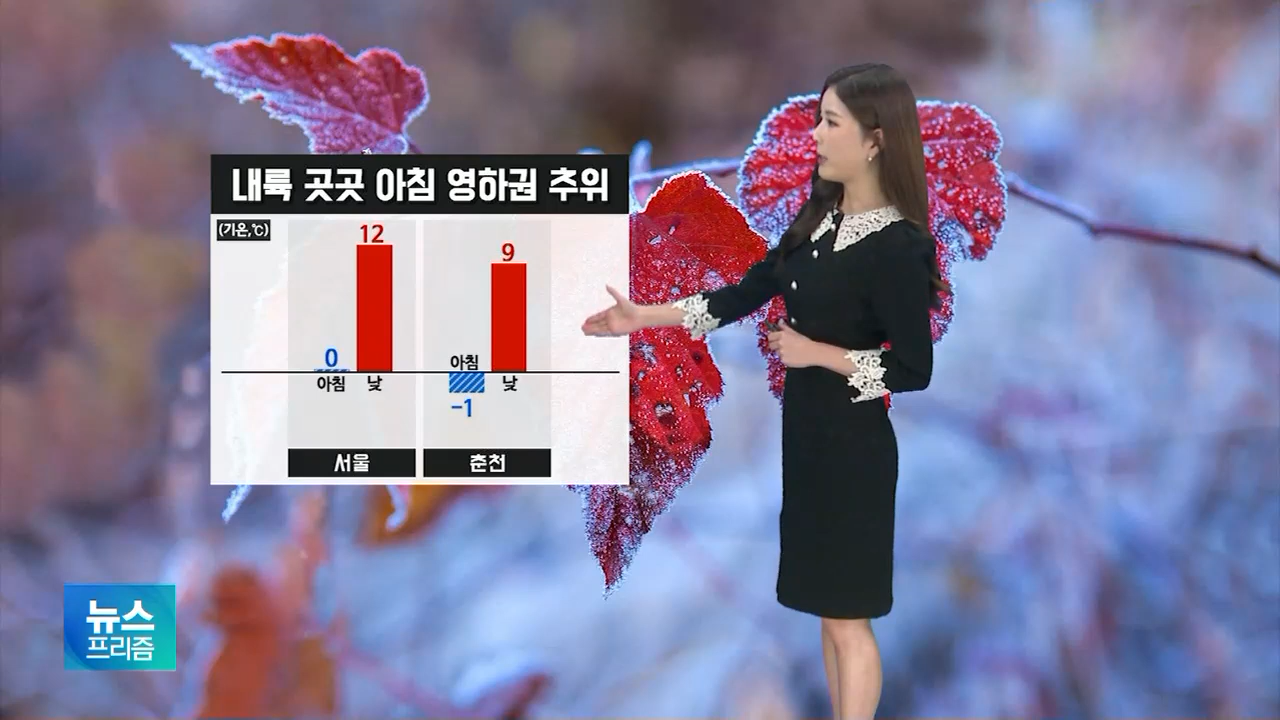 내륙 곳곳 아침 영하권 추위
(기온,℃)
12
0
아침
낮
9
아침
낮
-1
서울
춘천
뉴스
프리즘